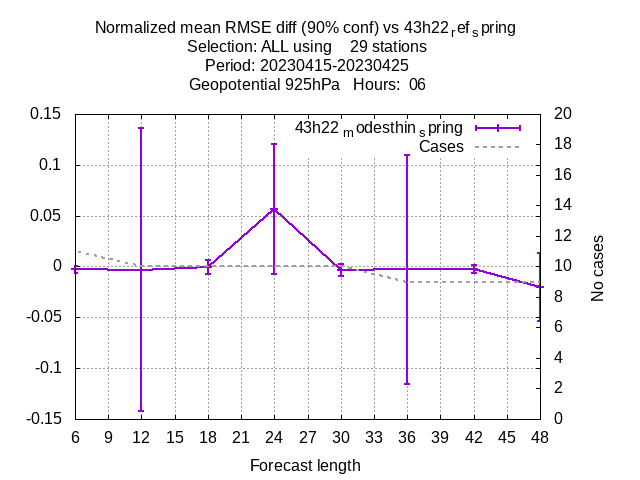 Normalized mean RMSE diff (90% conf) vs 43h22refspring
Selection: ALL using 29 stations
Period: 20230415-20230425
Geopotential 925hPa Hours: 06
43h22modesthinspring
Cases
0.15
0.1
0.05
0
-0.05
-0.1
-0.15
20
18
16
14
12
10
8
6
4
2
0
No cases
6 9 12 15 18 21 24 27 30 33 36 39 42 45 48
Forecast length